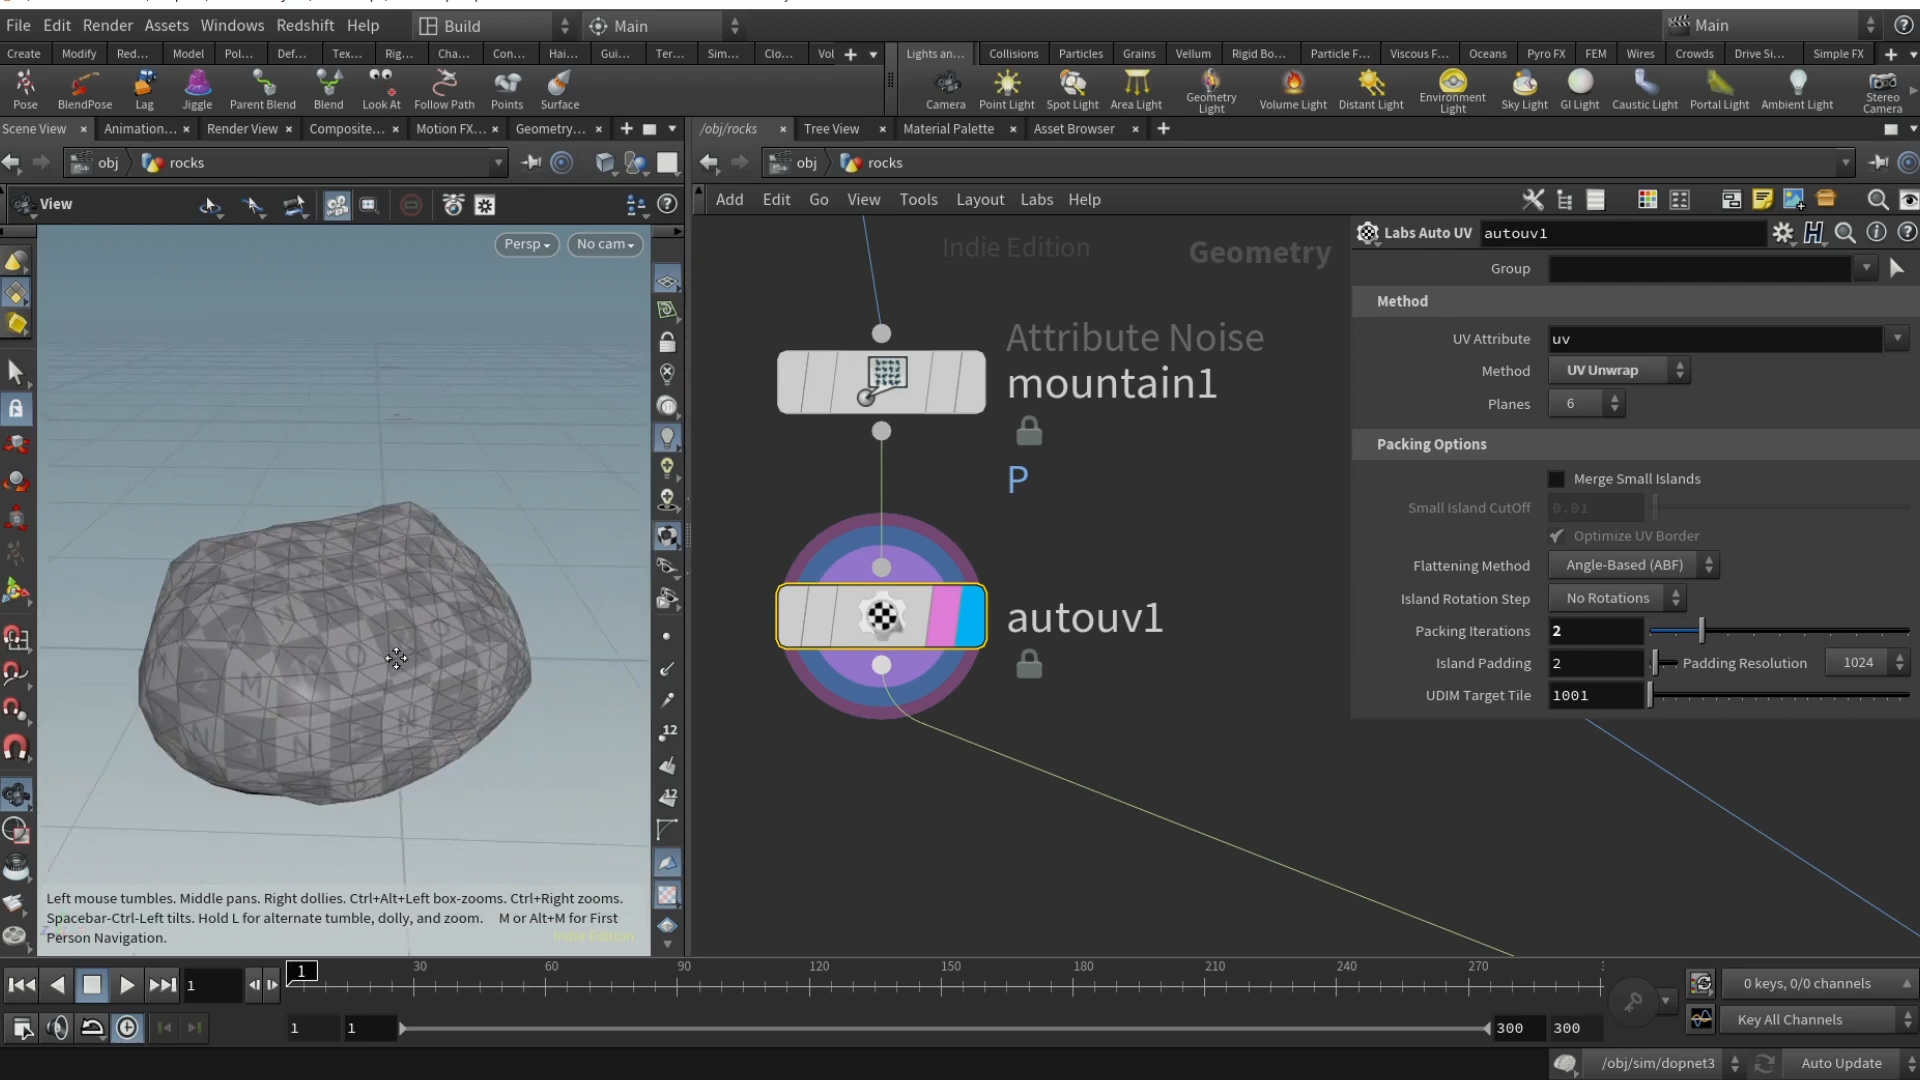 File Edit Render Assets Windows Redshift Help Build Main Main
Create Modify Red... Model Pol... Def... Tex... Rig... Cha... Con... Hai... Gui... Ter... Sim... Clo... Vol
Lights an... Collisions Particles Grains Vellum Rigid Bo... Particle F... Viscous F... Oceans Pyro FX FEM Wires Crowds Drive Si... Simple FX
Pose BlendPose Lag Jiggle Parent Blend Blend Look At Follow Path Points Surface
Camera Point Light Spot Light Area Light Geometry Light Volume Light Distant Light Environment Light Sky Light GI Light Caustic Light Portal Light Ambient Light Stereo Camera
Scene View Animation... Render View Composite... Motion FX... Geometry...
/obj/rocks Tree View Material Palette Asset Browser
obj rocks
obj rocks
View
Add Edit Go View Tools Layout Labs Help
Persp No cam
Indie Edition Geometry
Attribute Noise
mountain1
P
autouv1
Labs Auto UV autouv1
Group
Method
UV Attribute uv
Method UV Unwrap
Planes 6
Packing Options
Merge Small Islands
Small Island CutOff 0.01
Optimize UV Border
Flattening Method Angle-Based (ABF)
Island Rotation Step No Rotations
Packing Iterations 2
Island Padding 2 Padding Resolution 1024
UDIM Target Tile 1001
12
12
Left mouse tumbles. Middle pans. Right dollies. Ctrl+Alt+Left box-zooms. Ctrl+Right zooms.
Spacebar-Ctrl-Left tilts. Hold L for alternate tumble, dolly, and zoom. M or Alt+M for First
Person Navigation. Indie Edition
1 1 30 60 90 120 150 180 210 240 270
0 keys, 0/0 channels
1 1 300 300 Key All Channels
/obj/sim/dopnet3 Auto Update